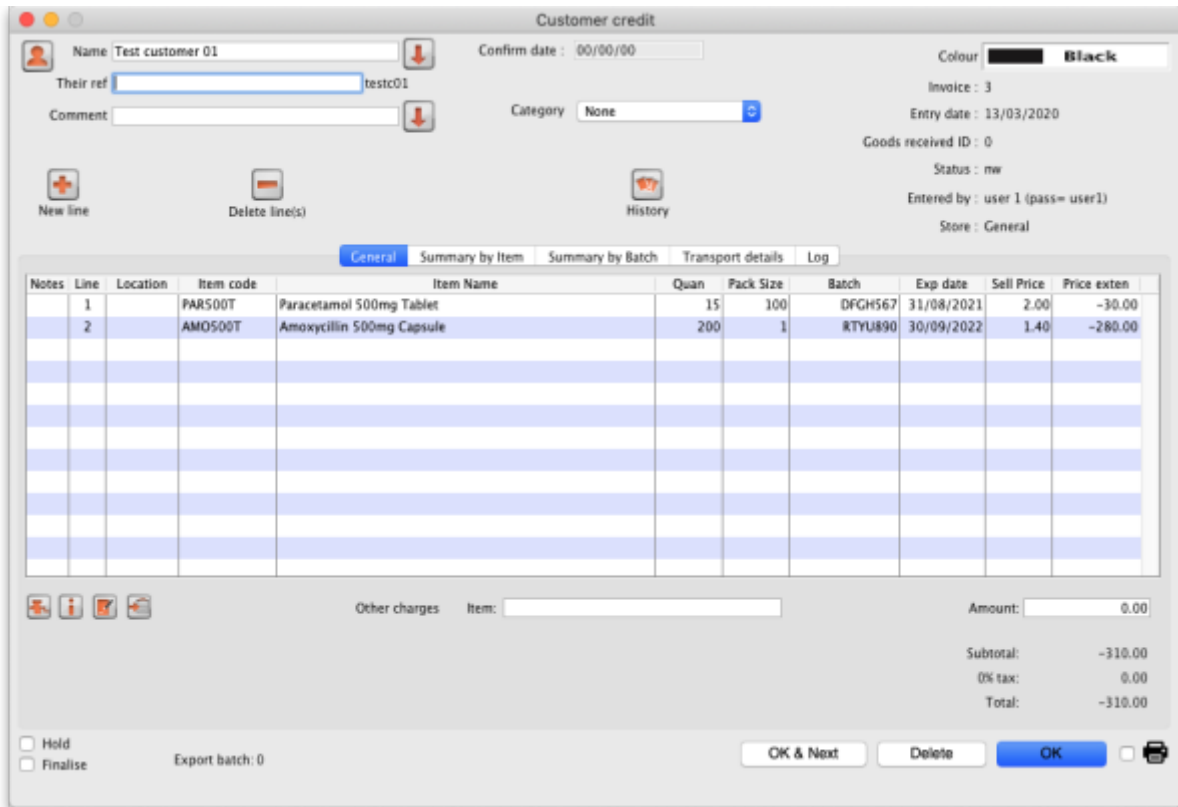 Customer credit
Name Test customer 01
Confirm date : 00/00/00
Colour Black
Their ref testc01
Invoice : 3
Comment
Category None
Entry date : 13/03/2020
Goods received ID : 0
Status : nw
Entered by : user 1 (pass= user1)
Store : General
New line Delete line(s) History
General Summary by Item Summary by Batch Transport details Log
Notes Line Location Item code Item Name Quan Pack Size Batch Exp date Sell Price Price exten
1 PAR500T Paracetamol 500mg Tablet 15 100 DFGH567 31/08/2021 2.00 -30.00
2 AMO500T Amoxycillin 500mg Capsule 200 1 RTYU890 30/09/2022 1.40 -280.00
Other charges Item: Amount: 0.00
Subtotal: -310.00
0% tax: 0.00
Total: -310.00
Hold
Finalise
Export batch: 0
OK & Next Delete OK